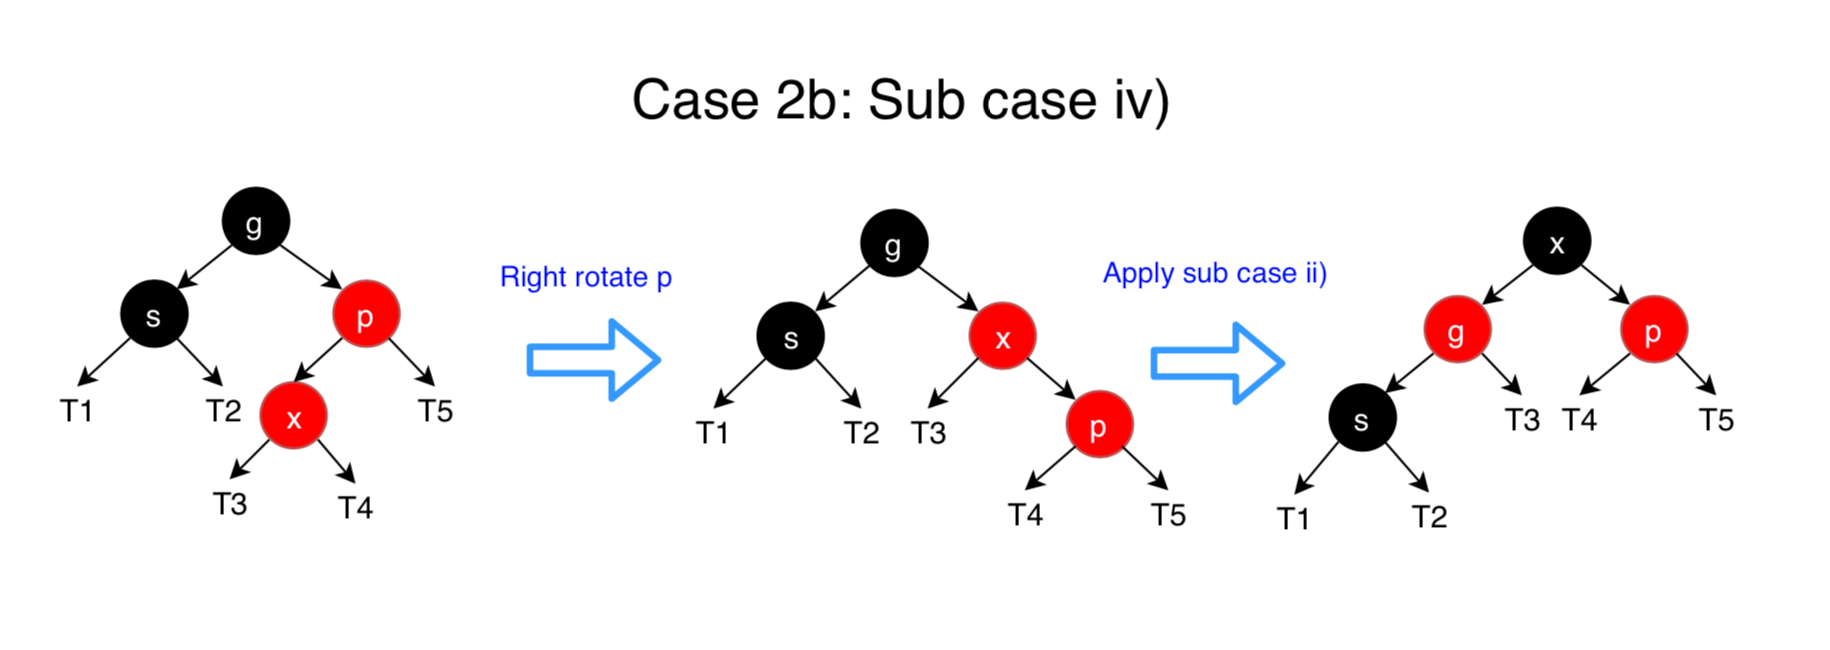 Case 2b: Sub case iv)
g
s
p
T1
T2
x
T5
T3
T4
Right rotate p
g
s
x
T1
T2
T3
p
T4
T5
Apply sub case ii)
x
g
p
s
T3
T4
T5
T1
T2